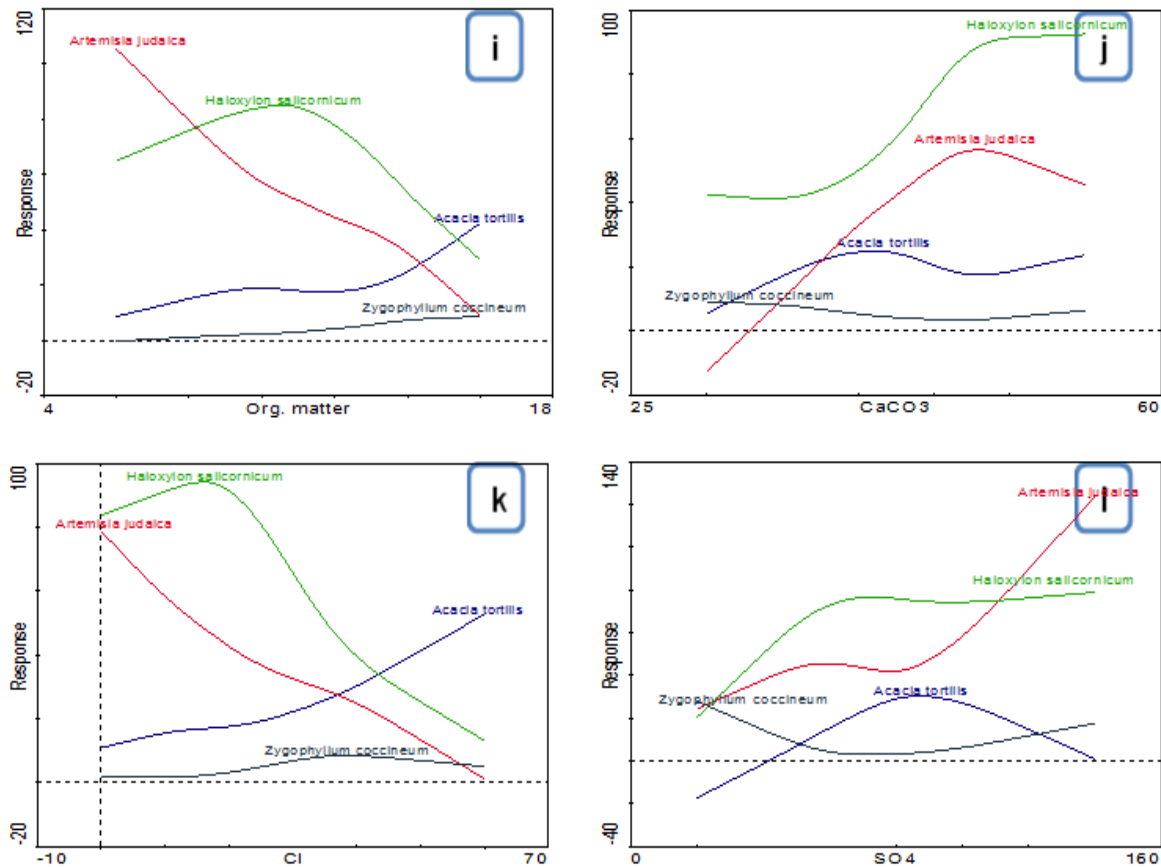 120
Artemisia judaica
i
Haloxylon salicornicum
Response
Acacia tortilis
Zygophyllum coccineum
-20
4
Org. matter
18
100
Haloxylon salicornicum
j
Artemisia judaica
Response
Acacia tortilis
Zygophyllum coccineum
-20
25
CaCO3
60
100
Haloxylon salicornicum
k
Artemisia judaica
Response
Acacia tortilis
Zygophyllum coccineum
-20
-10
Cl
70
140
Artemisia judaica
l
Haloxylon salicornicum
Response
Zygophyllum coccineum
Acacia tortilis
-40
0
SO4
160